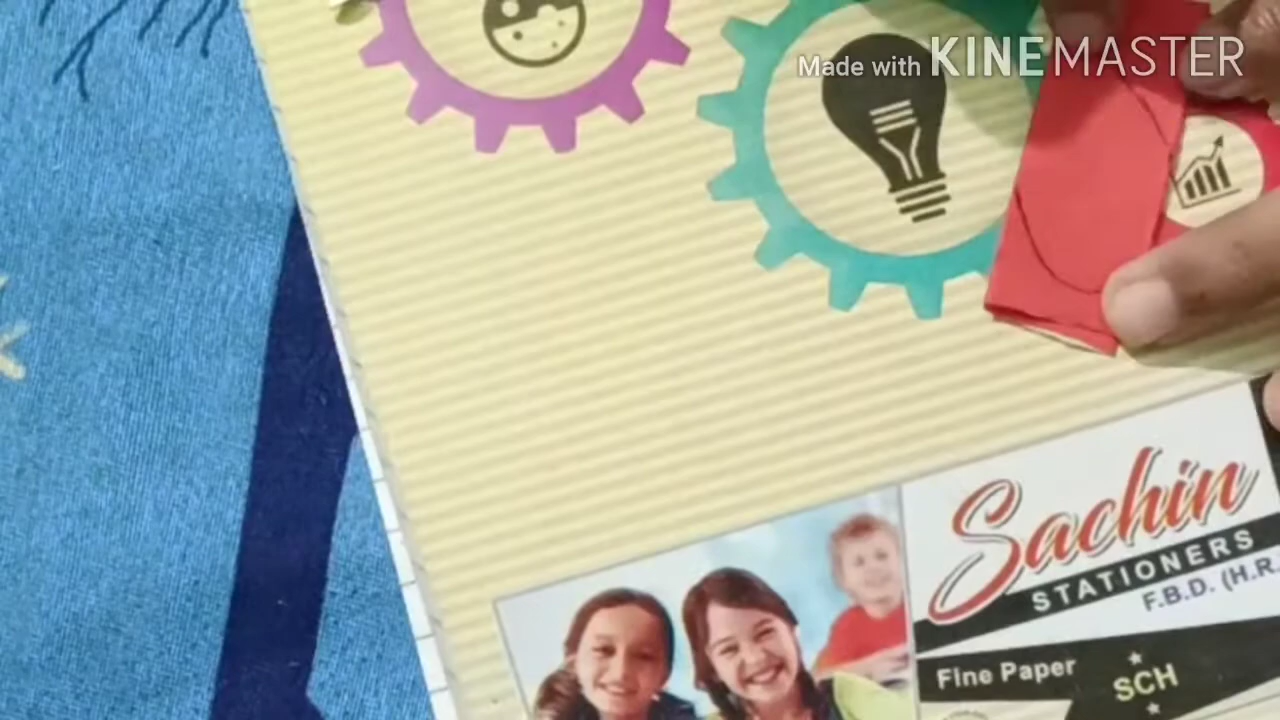 Made with KINEMASTER
Sachin
STATIONERS
F.B.D. (H.R.
Fine Paper
SCH